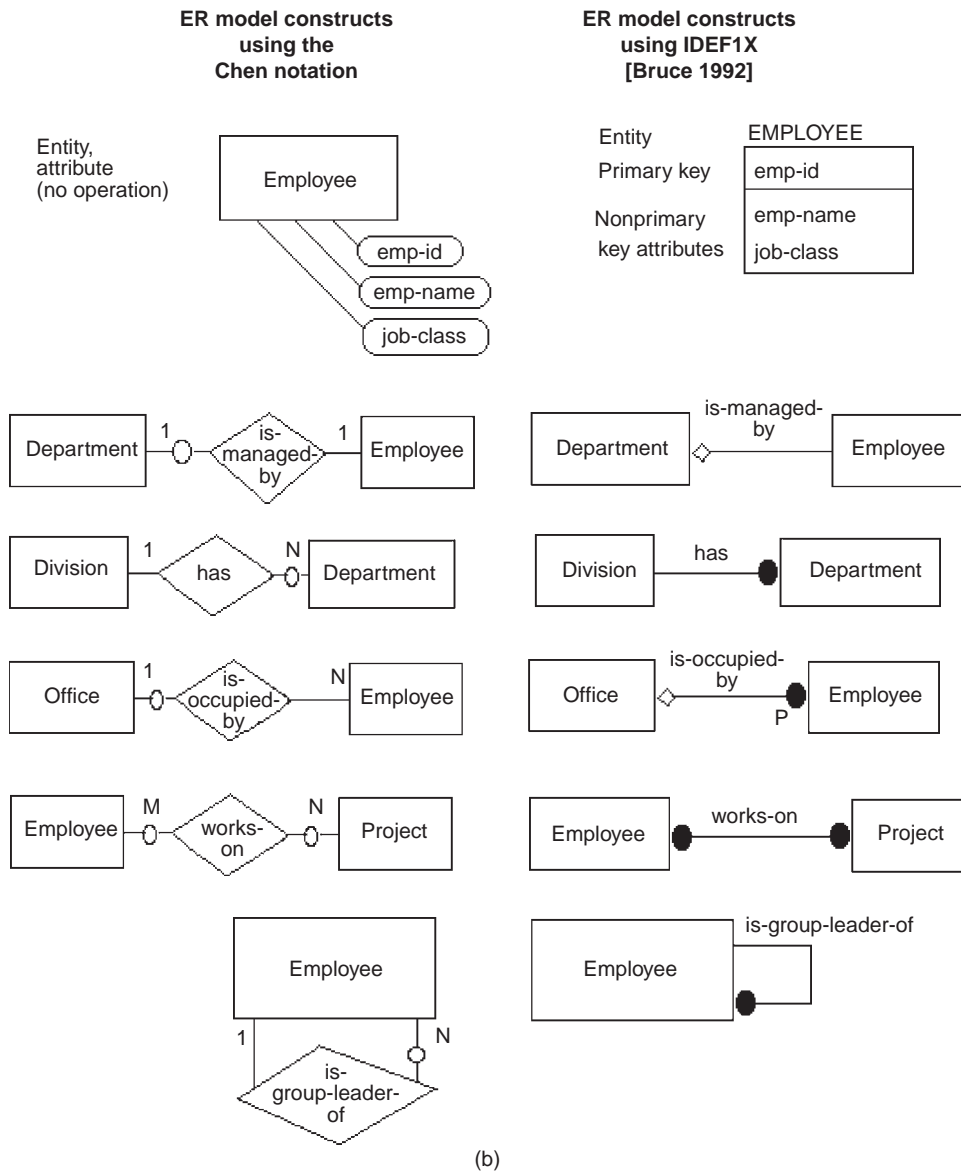 ER model constructs
using the
Chen notation
ER model constructs
using IDEF1X
[Bruce 1992]
Entity,
attribute
(no operation)
Employee
emp-id
emp-name
job-class
Entity
EMPLOYEE
Primary key
emp-id
Nonprimary
key attributes
emp-name
job-class
Department
1
is-
managed-
by
1
Employee
Department
is-managed-
by
Employee
Division
1
has
N
Department
Division
has
Department
Office
1
is-
occupied-
by
N
Employee
Office
is-occupied-
by
P
Employee
Employee
M
works-
on
N
Project
Employee
works-on
Project
Employee
1
N
is-
group-leader-
of
Employee
is-group-leader-of
(b)